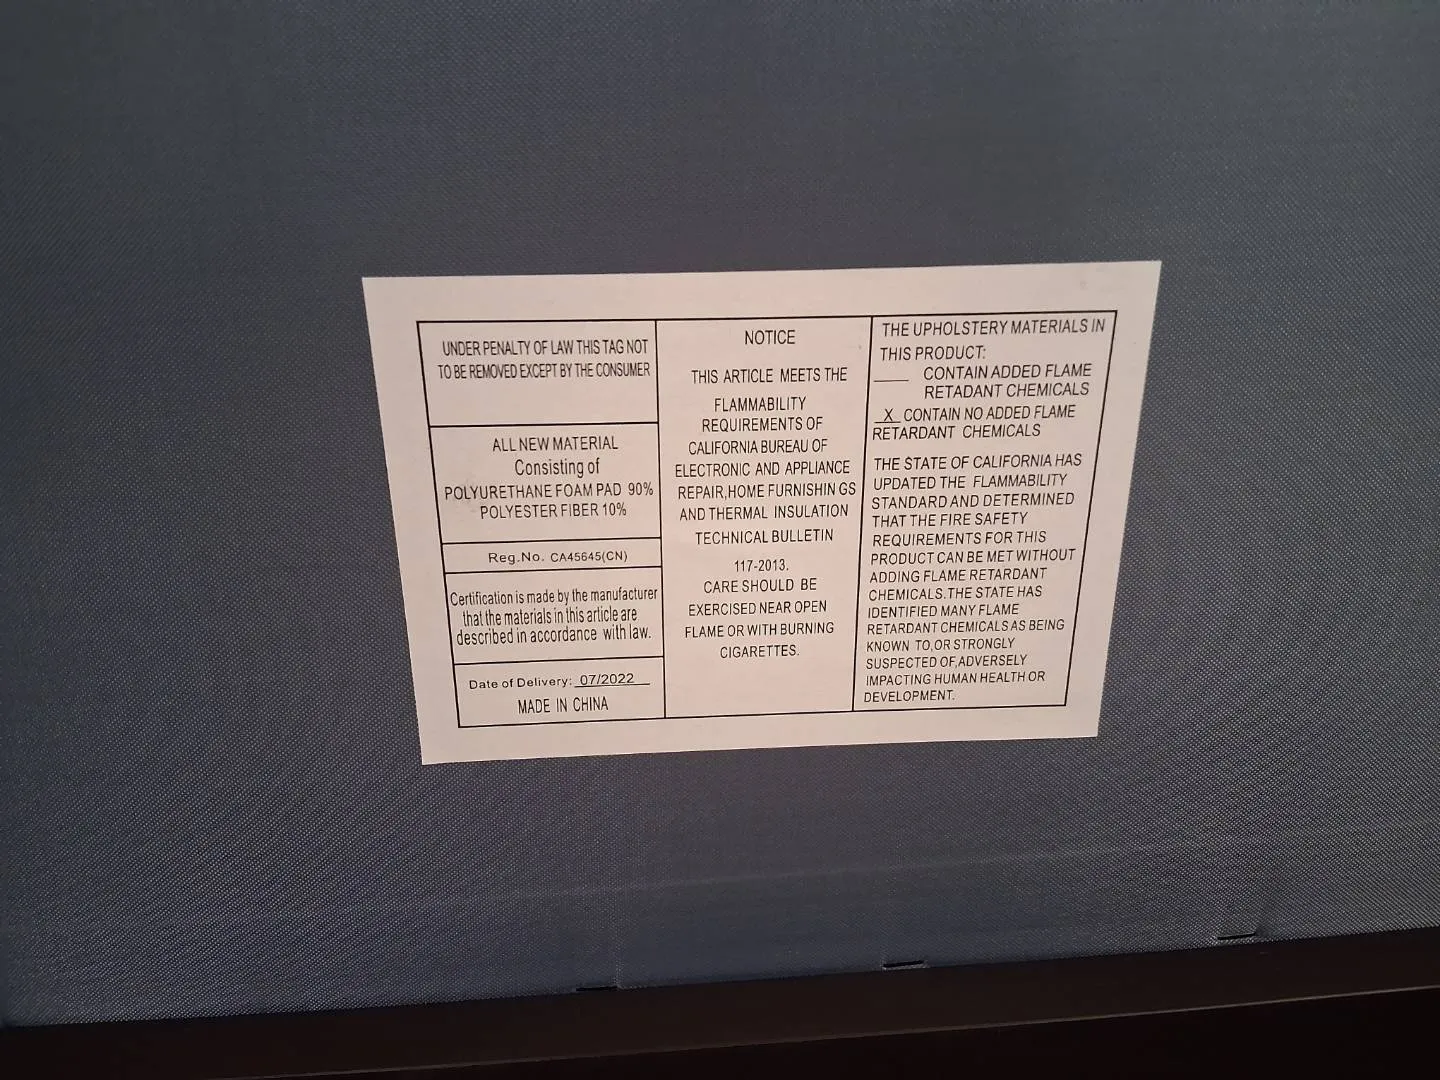 UNDER PENALTY OF LAW THIS TAG NOT
TO BE REMOVED EXCEPT BY THE CONSUMER
ALL NEW MATERIAL
Consisting of
POLYURETHANE FOAM PAD 90%
POLYESTER FIBER 10%
Reg.No. CA45645(CN)
Certification is made by the manufacturer
that the materials in this article are
described in accordance with law.
Date of Delivery: 07/2022
MADE IN CHINA
NOTICE
THIS ARTICLE MEETS THE
FLAMMABILITY
REQUIREMENTS OF
CALIFORNIA BUREAU OF
ELECTRONIC AND APPLIANCE
REPAIR,HOME FURNISHINGS
AND THERMAL INSULATION
TECHNICAL BULLETIN
117-2013.
CARE SHOULD BE
EXERCISED NEAR OPEN
FLAME OR WITH BURNING
CIGARETTES.
THE UPHOLSTERY MATERIALS IN
THIS PRODUCT:
____ CONTAIN ADDED FLAME
RETADANT CHEMICALS
X CONTAIN NO ADDED FLAME
RETARDANT CHEMICALS
THE STATE OF CALIFORNIA HAS
UPDATED THE FLAMMABILITY
STANDARD AND DETERMINED
THAT THE FIRE SAFETY
REQUIREMENTS FOR THIS
PRODUCT CAN BE MET WITHOUT
ADDING FLAME RETARDANT
CHEMICALS.THE STATE HAS
IDENTIFIED MANY FLAME
RETARDANT CHEMICALS AS BEING
KNOWN TO,OR STRONGLY
SUSPECTED OF,ADVERSELY
IMPACTING HUMAN HEALTH OR
DEVELOPMENT.